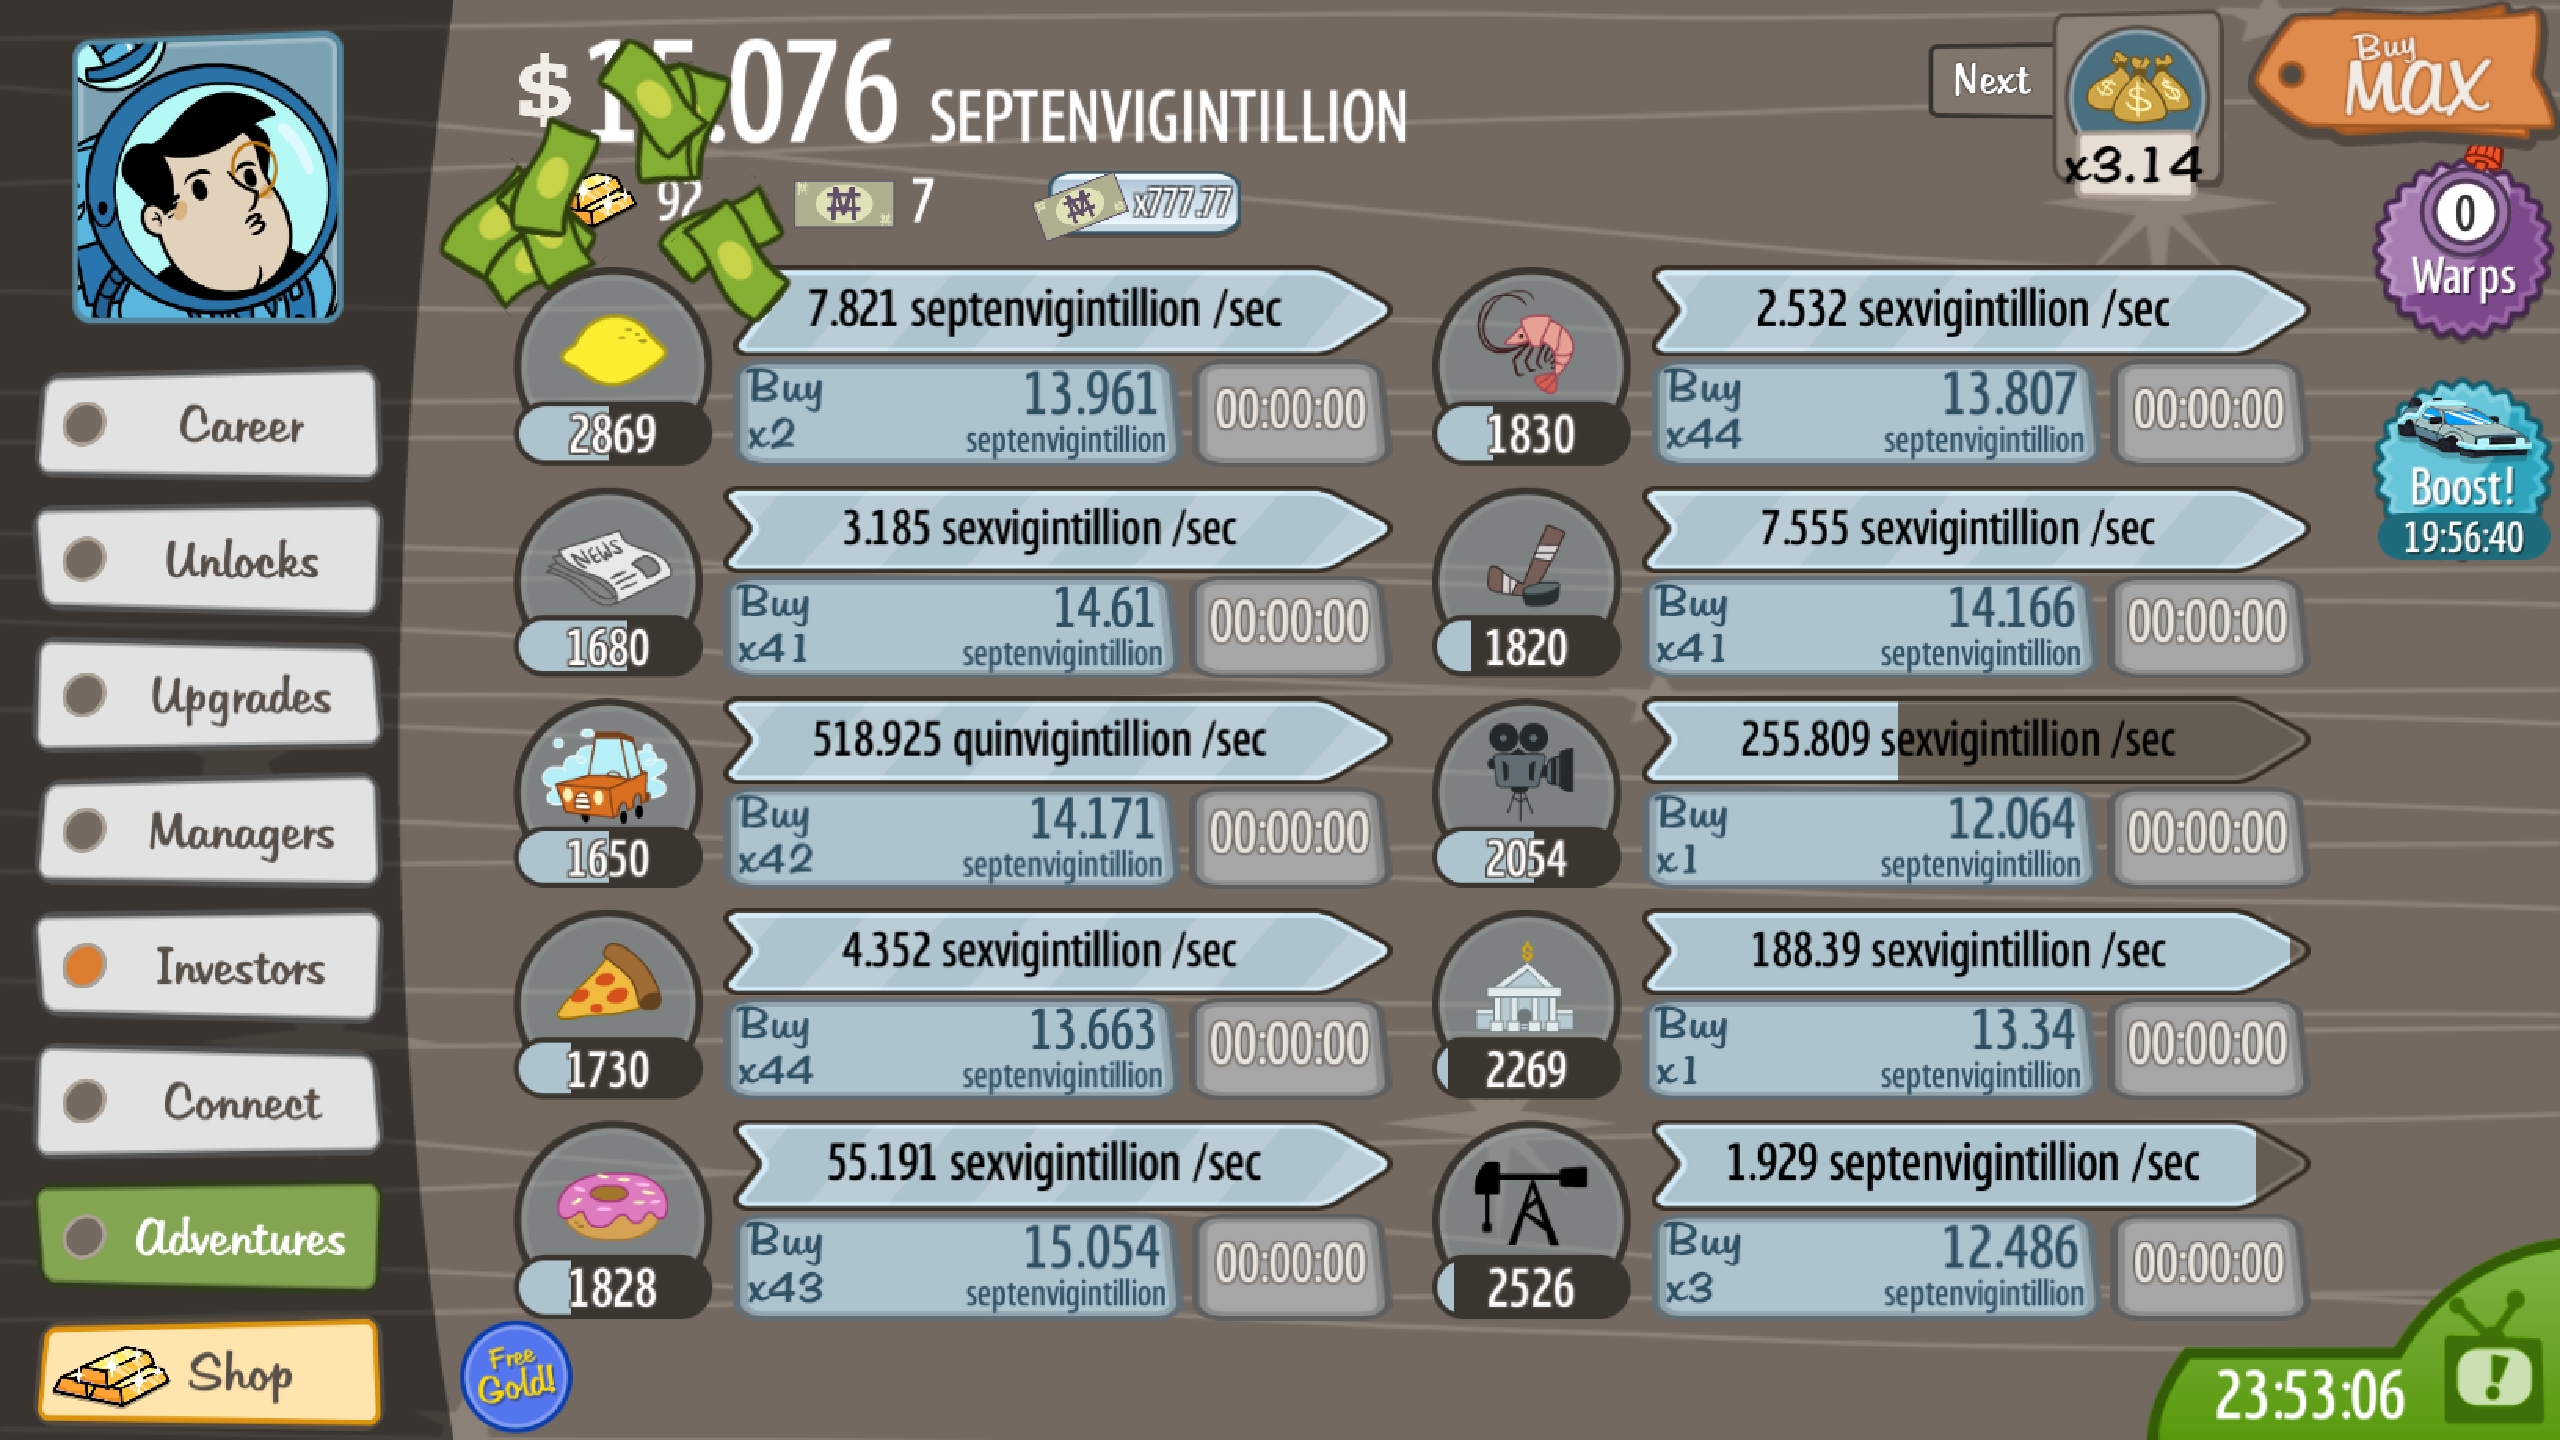 $15.076 SEPTENVIGINTILLION
Next
x3.14
Buy
MAX
92
7
x777.77
0
Warps
Boost!
19:56:40
Career
Unlocks
Upgrades
Managers
Investors
Connect
Adventures
Shop
7.821 septenvigintillion /sec
2869
Buy
x2
13.961
septenvigintillion
00:00:00
2.532 sexvigintillion /sec
1830
Buy
x44
13.807
septenvigintillion
00:00:00
NEWS
3.185 sexvigintillion /sec
1680
Buy
x41
14.61
septenvigintillion
00:00:00
7.555 sexvigintillion /sec
1820
Buy
x41
14.166
septenvigintillion
00:00:00
518.925 quinvigintillion /sec
1650
Buy
x42
14.171
septenvigintillion
00:00:00
255.809 sexvigintillion /sec
2054
Buy
x1
12.064
septenvigintillion
00:00:00
4.352 sexvigintillion /sec
1730
Buy
x44
13.663
septenvigintillion
00:00:00
188.39 sexvigintillion /sec
2269
Buy
x1
13.34
septenvigintillion
00:00:00
55.191 sexvigintillion /sec
1828
Buy
x43
15.054
septenvigintillion
00:00:00
1.929 septenvigintillion /sec
2526
Buy
x3
12.486
septenvigintillion
00:00:00
Free
Gold!
23:53:06